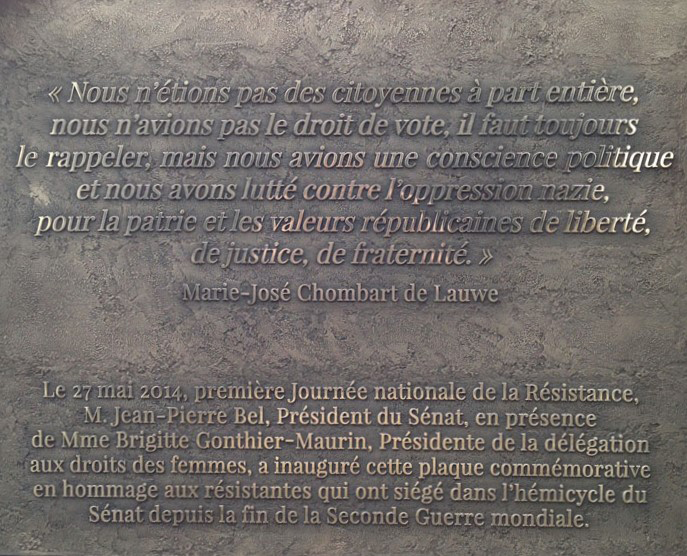 « Nous n'étions pas des citoyennes à part entière,
nous n'avions pas le droit de vote, il faut toujours
le rappeler, mais nous avions une conscience politique
et nous avons lutté contre l'oppression nazie,
pour la patrie et les valeurs républicaines de liberté,
de justice, de fraternité. »
Marie-José Chombart de Lauwe
Le 27 mai 2014, première Journée nationale de la Résistance,
M. Jean-Pierre Bel, Président du Sénat, en présence
de Mme Brigitte Gonthier-Maurin, Présidente de la délégation
aux droits des femmes, a inauguré cette plaque commémorative
en hommage aux résistantes qui ont siégé dans l'hémicycle du
Sénat depuis la fin de la Seconde Guerre mondiale.